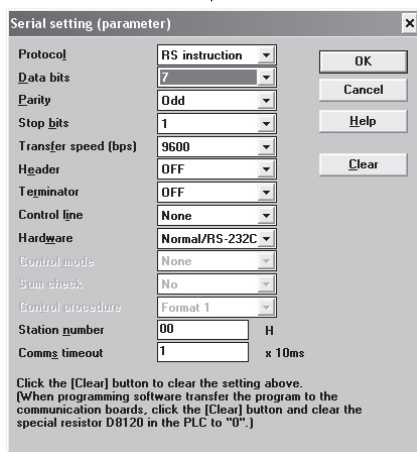 Serial setting (parameter)
Protocol RS instruction OK
Data bits 7
Parity Odd Cancel
Stop bits 1 Help
Transfer speed (bps) 9600
Header OFF Clear
Terminator OFF
Control line None
Hardware Normal/RS-232C
Control mode None
Sum check No
Control procedure Format 1
Station number 00 H
Comms timeout 1 x 10ms
Click the [Clear] button to clear the setting above.
(When programming software transfer the program to the
communication boards, click the [Clear] button and clear the
special resistor D8120 in the PLC to "0".)